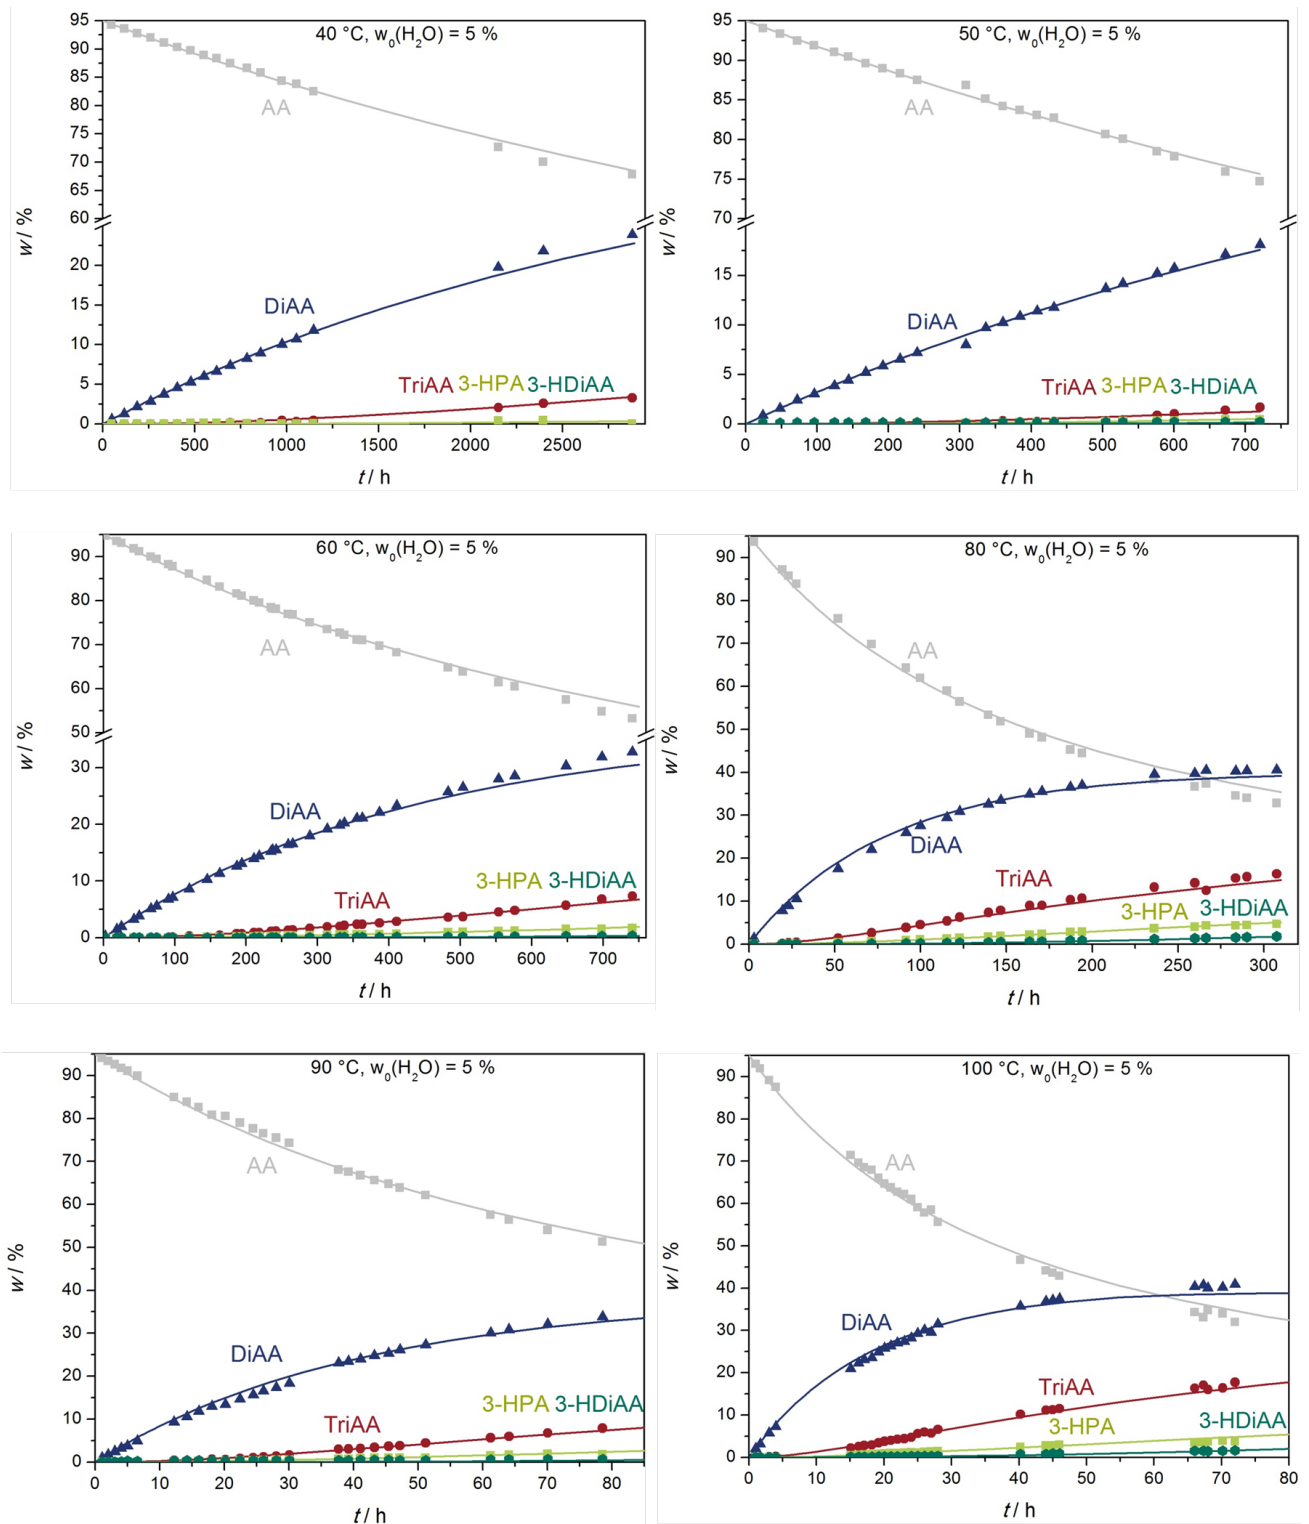 40 °C, w₀(H₂O) = 5 %
95
90
85
80
75
70
65
60
20
15
10
5
0
w / %
AA
DiAA
TriAA 3-HPA 3-HDiAA
0 500 1000 1500 2000 2500
t / h
50 °C, w₀(H₂O) = 5 %
95
90
85
80
75
70
15
10
5
0
w / %
AA
DiAA
TriAA 3-HPA 3-HDiAA
0 100 200 300 400 500 600 700
t / h
60 °C, w₀(H₂O) = 5 %
90
80
70
60
50
30
20
10
0
w / %
AA
DiAA
3-HPA 3-HDiAA
TriAA
0 100 200 300 400 500 600 700
t / h
80 °C, w₀(H₂O) = 5 %
90
80
70
60
50
40
30
20
10
0
w / %
AA
DiAA
TriAA
3-HPA 3-HDiAA
0 50 100 150 200 250 300
t / h
90 °C, w₀(H₂O) = 5 %
90
80
70
60
50
40
30
20
10
0
w / %
AA
DiAA
3-HPA 3-HDiAA
TriAA
0 10 20 30 40 50 60 70 80
t / h
100 °C, w₀(H₂O) = 5 %
90
80
70
60
50
40
30
20
10
0
w / %
AA
DiAA
TriAA
3-HPA 3-HDiAA
0 10 20 30 40 50 60 70 80
t / h